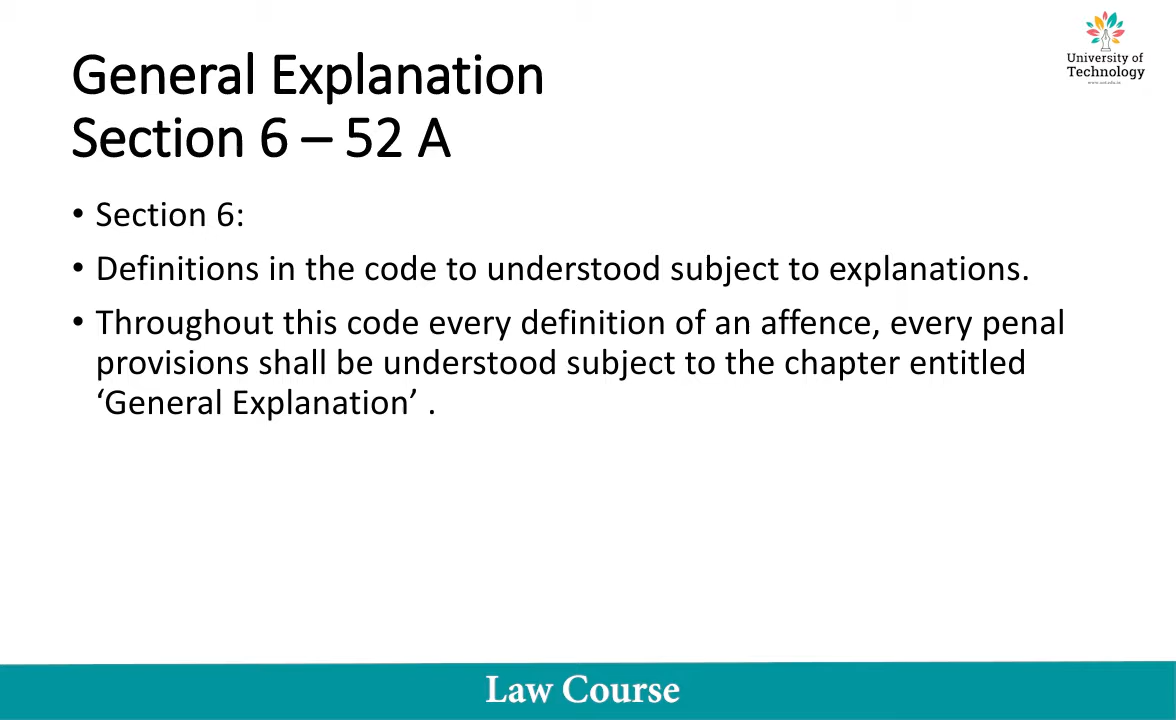 University of
Technology
General Explanation
Section 6 – 52 A
• Section 6:
• Definitions in the code to understood subject to explanations.
• Throughout this code every definition of an affence, every penal
provisions shall be understood subject to the chapter entitled
‘General Explanation’ .
Law Course